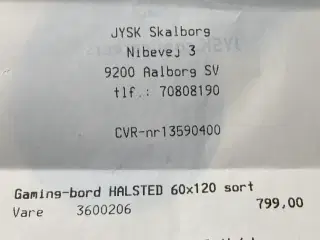 JYSK Skalborg
Nibevej 3
9200 Aalborg SV
tlf.: 70808190
CVR-nr13590400
Gaming-bord HALSTED 60x120 sort
Vare 3600206 799,00